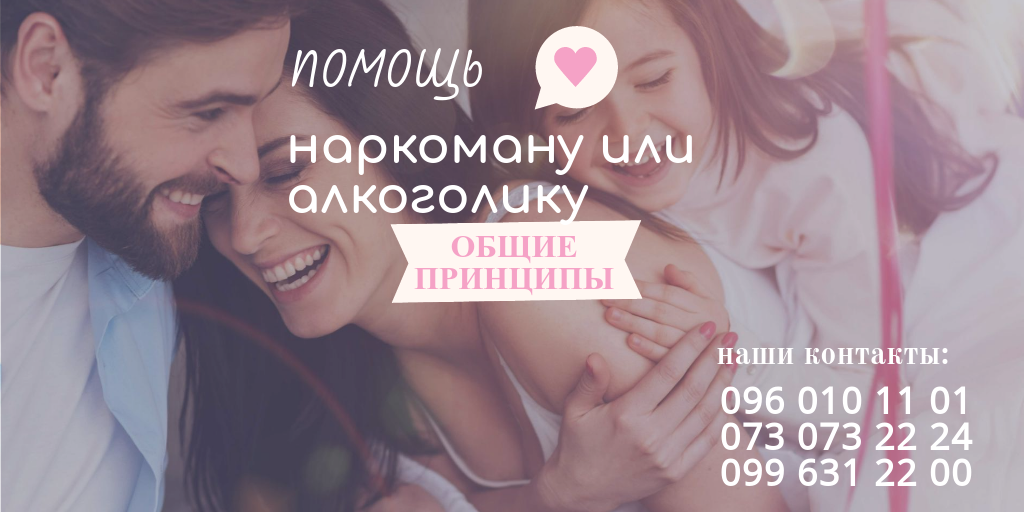 помощь
наркоману или
алкоголику
ОБЩИЕ
ПРИНЦИПЫ
наши контакты:
096 010 11 01
073 073 22 24
099 631 22 00